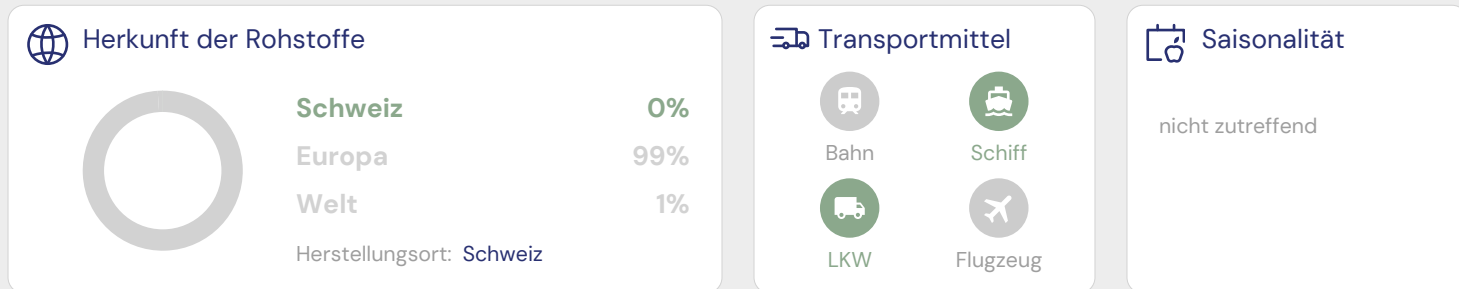 Herkunft der Rohstoffe
Schweiz 0%
Europa 99%
Welt 1%
Herstellungsort: Schweiz
Transportmittel
Bahn Schiff
LKW Flugzeug
Saisonalität
nicht zutreffend